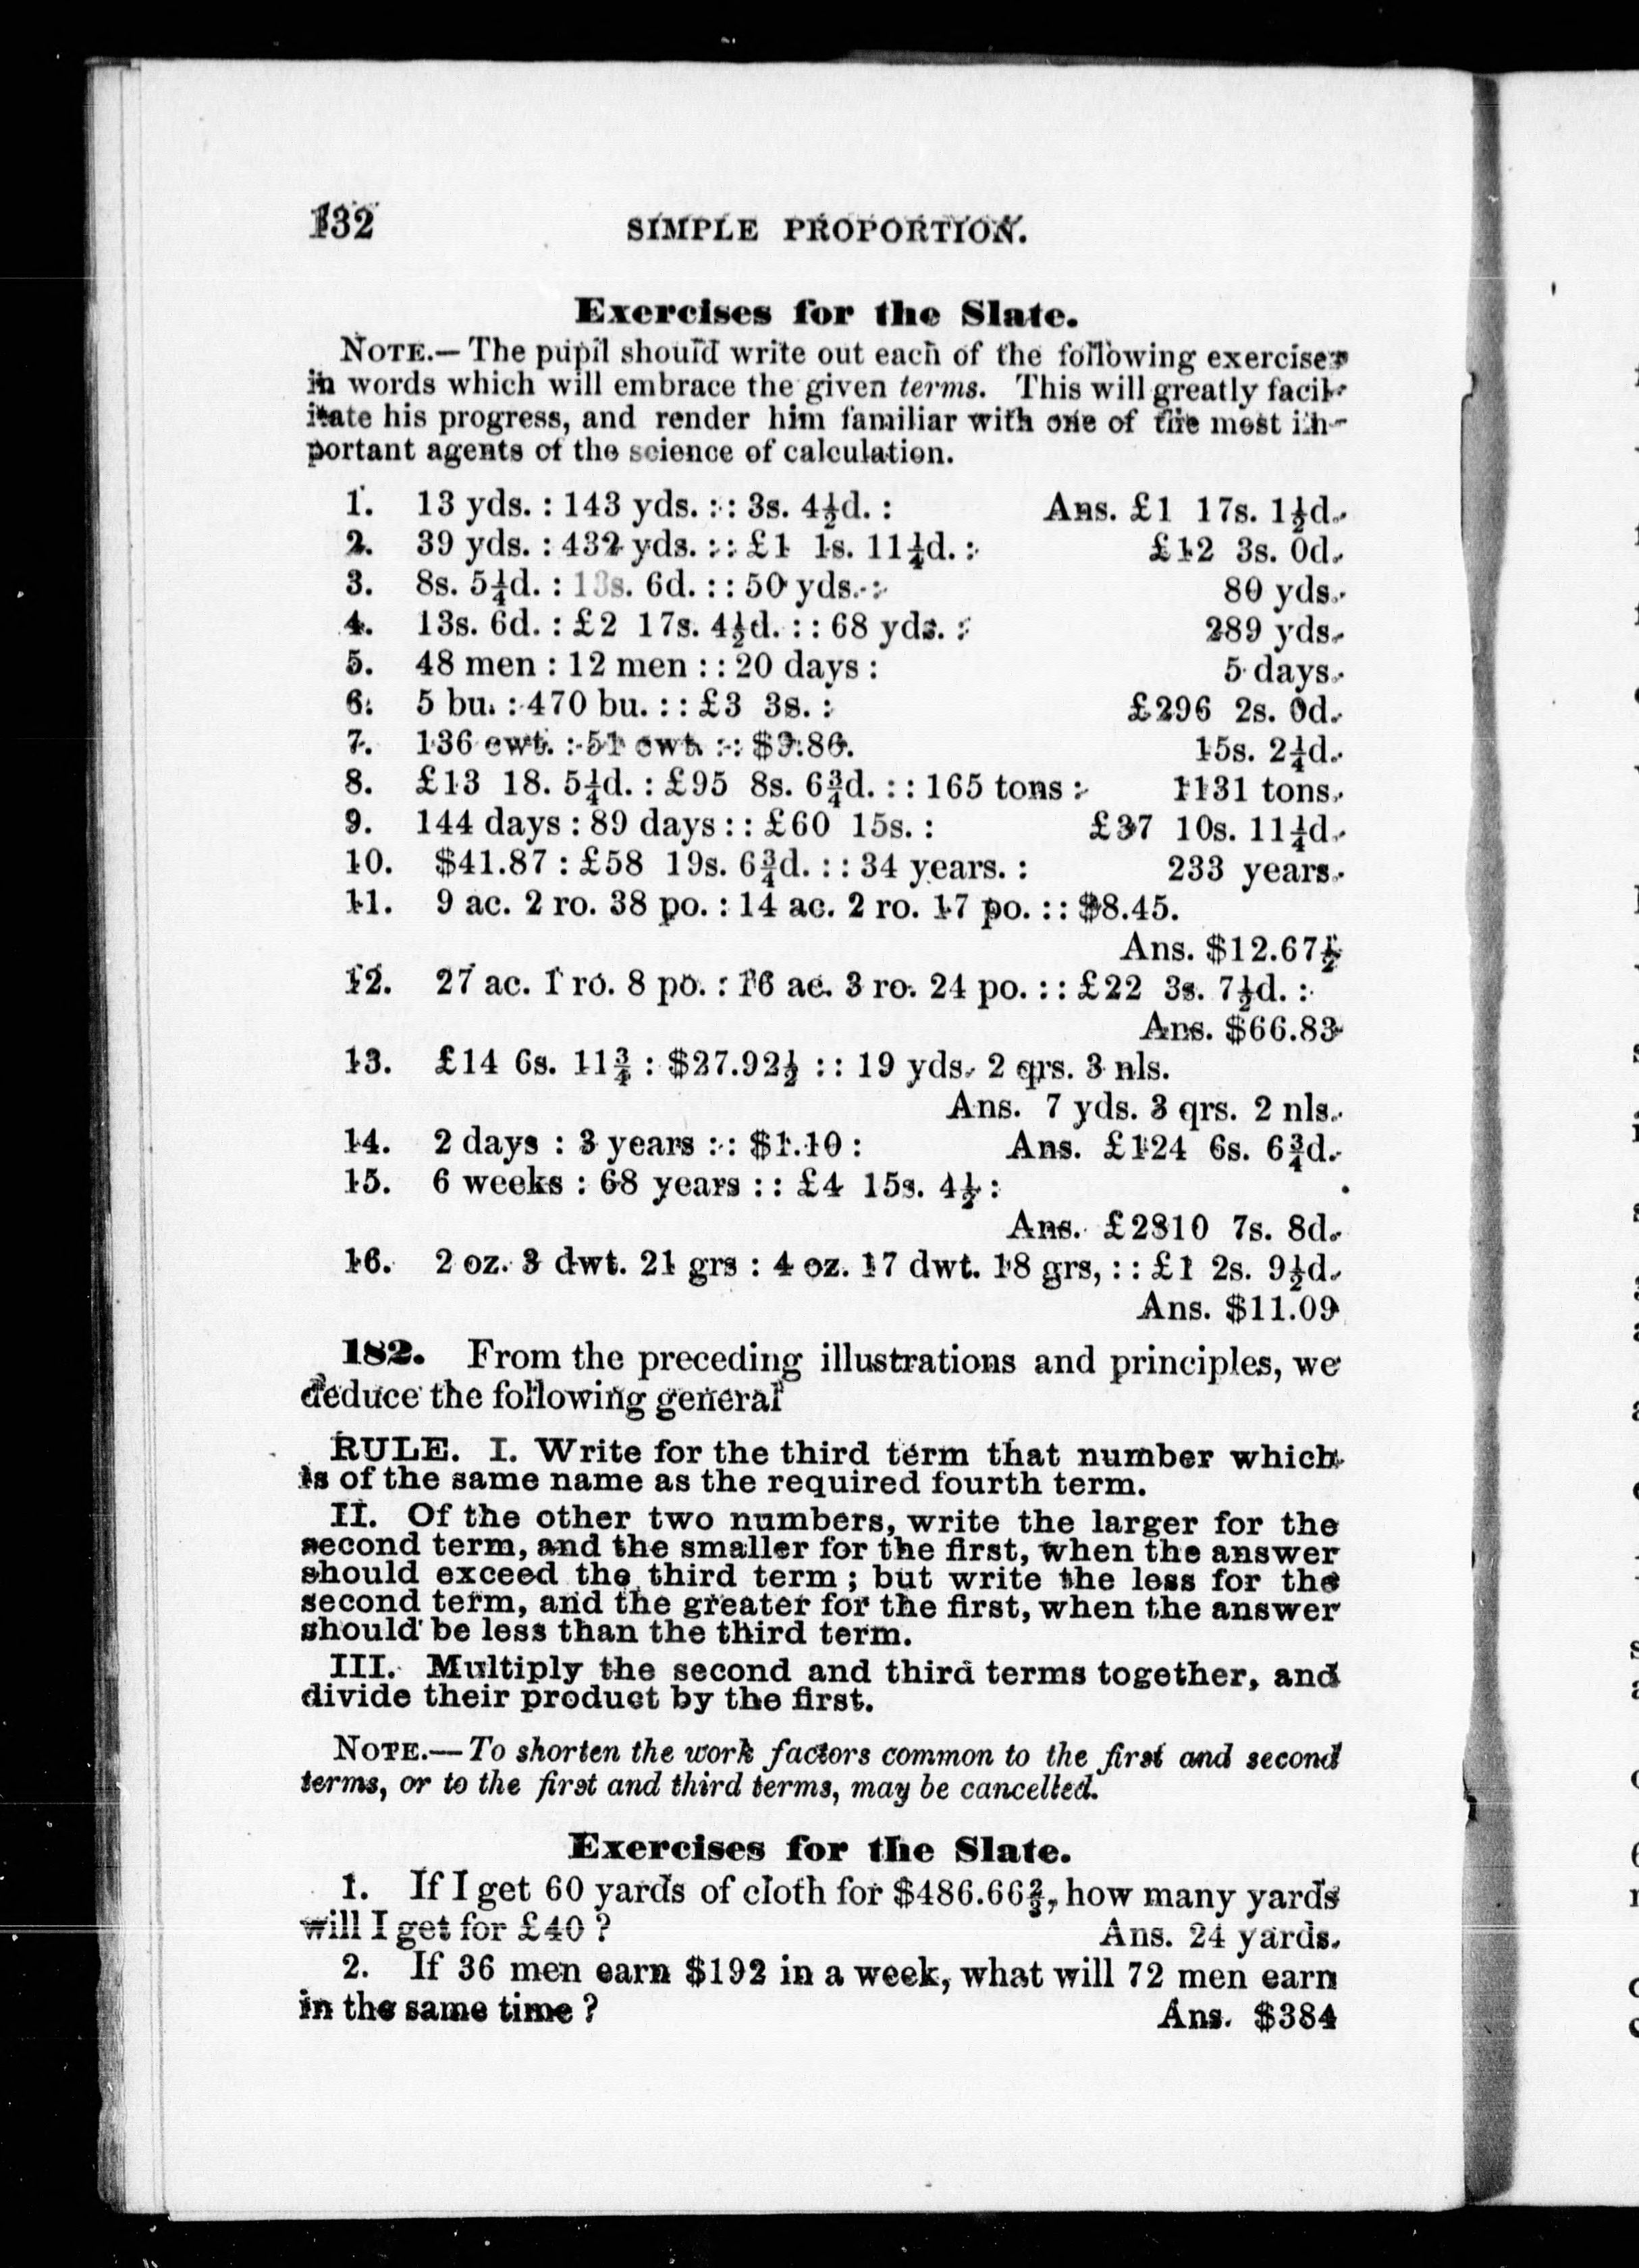 132 SIMPLE PROPORTION.
Exercises for the Slate.
NOTE.— The pupil should write out each of the following exercises
in words which will embrace the given terms. This will greatly facil-
itate his progress, and render him familiar with one of the most im-
portant agents of the science of calculation.
1. 13 yds. : 143 yds. : : 3s. 4½d. : Ans. £1 17s. 1½d.
2. 39 yds. : 432 yds. : : £1 1s. 11¼d. : £12 3s. 0d.
3. 8s. 5¼d. : 13s. 6d. : : 50 yds. : 80 yds.
4. 13s. 6d. : £2 17s. 4½d. : : 68 yds. : 289 yds.
5. 48 men : 12 men : : 20 days : 5 days.
6. 5 bu. : 470 bu. : : £3 3s. : £296 2s. 0d.
7. 136 cwt. : 51 cwt. : : $9.86. 15s. 2¼d.
8. £13 18. 5¼d. : £95 8s. 6¾d. : : 165 tons : 1131 tons.
9. 144 days : 89 days : : £60 15s. : £37 10s. 11¼d.
10. $41.87 : £58 19s. 6¾d. : : 34 years. : 233 years.
11. 9 ac. 2 ro. 38 po. : 14 ac. 2 ro. 17 po. : : $8.45.
Ans. $12.67½
12. 27 ac. 1 ro. 8 po. : 16 ac. 3 ro. 24 po. : : £22 3s. 7½d. :
Ans. $66.83
13. £14 6s. 11¾ : $27.92½ : : 19 yds. 2 qrs. 3 nls.
Ans. 7 yds. 3 qrs. 2 nls.
14. 2 days : 3 years : : $1.10 : Ans. £124 6s. 6¾d.
15. 6 weeks : 68 years : : £4 15s. 4½ :
Ans. £2810 7s. 8d.
16. 2 oz. 3 dwt. 21 grs : 4 oz. 17 dwt. 18 grs, : : £1 2s. 9½d.
Ans. $11.09
182. From the preceding illustrations and principles, we
deduce the following general
RULE. I. Write for the third term that number which
is of the same name as the required fourth term.
II. Of the other two numbers, write the larger for the
second term, and the smaller for the first, when the answer
should exceed the third term ; but write the less for the
second term, and the greater for the first, when the answer
should be less than the third term.
III. Multiply the second and third terms together, and
divide their product by the first.
NOTE.—To shorten the work factors common to the first and second
terms, or to the first and third terms, may be cancelled.
Exercises for the Slate.
1. If I get 60 yards of cloth for $486.66⅔, how many yards
will I get for £40 ? Ans. 24 yards.
2. If 36 men earn $192 in a week, what will 72 men earn
in the same time ? Ans. $384